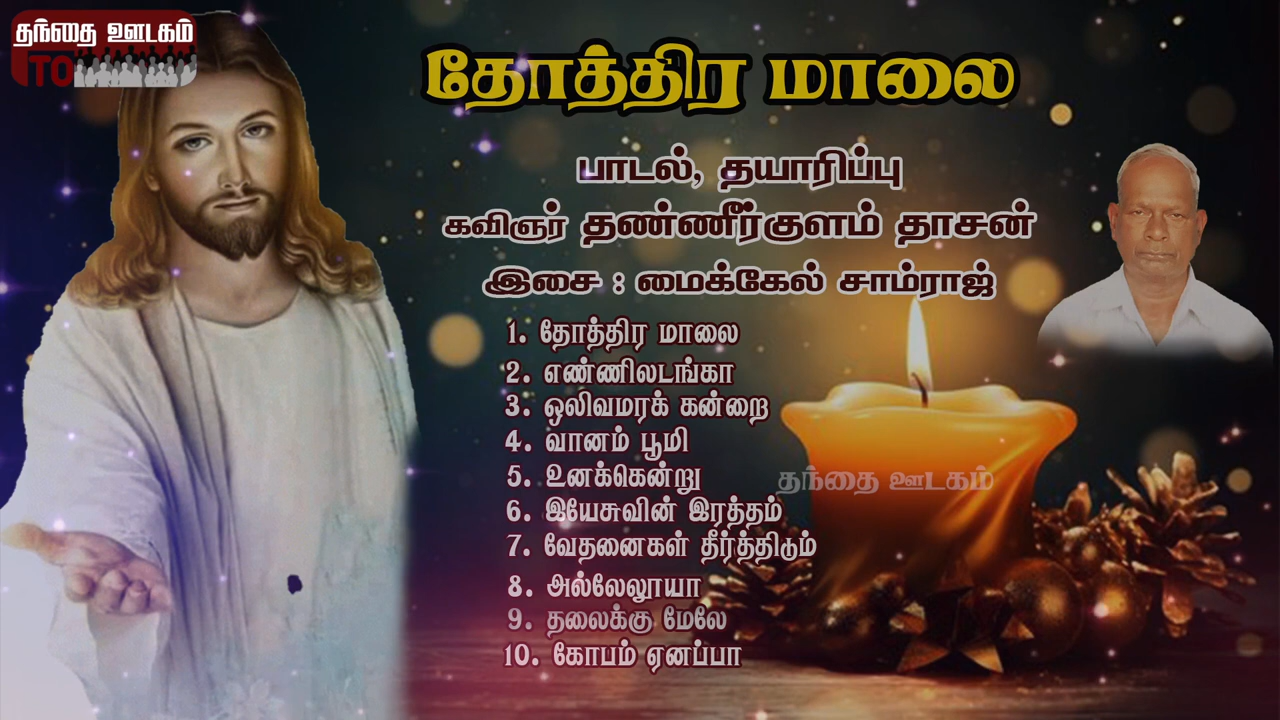 தந்தை ஊடகம்
TO
தோத்திர மாலை
பாடல், தயாரிப்பு
கவிஞர் தண்ணீர்குளம் தாசன்
இசை : மைக்கேல் சாம்ராஜ்
1. தோத்திர மாலை
2. எண்ணிலடங்கா
3. ஒலிவமரக் கன்றை
4. வானம் பூமி
5. உனக்கென்று
தந்தை ஊடகம்
6. இயேசுவின் இரத்தம்
7. வேதனைகள் தீர்த்திடும்
8. அல்லேலூயா
9. தலைக்கு மேலே
10. கோபம் ஏனப்பா